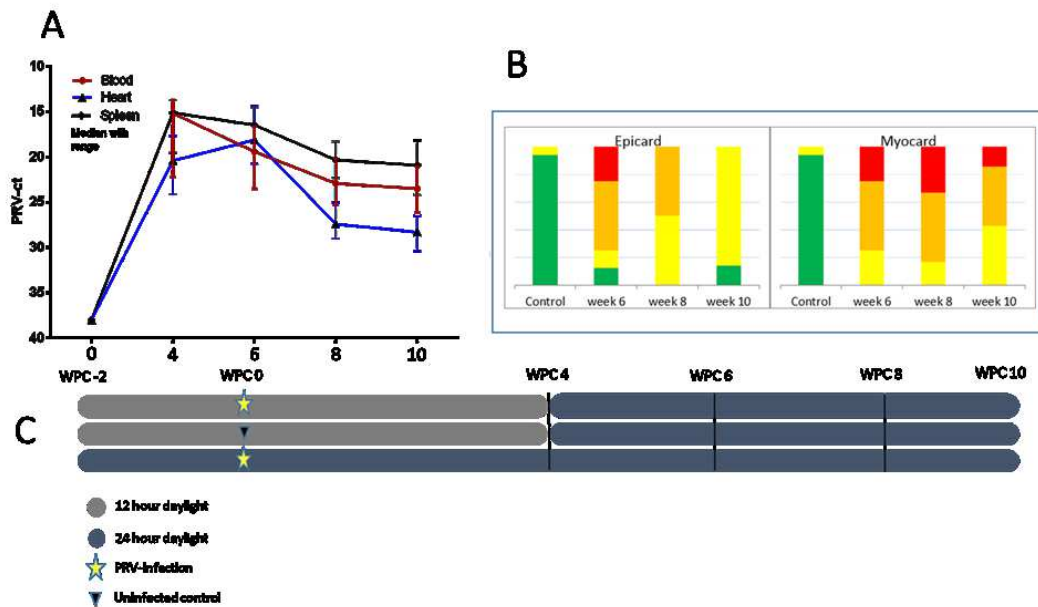 A
10
15
20
25
30
35
40
PRV-ct
Blood
Heart
Spleen
Median with
range
0 4 6 8 10
B
Epicard Myocard
Control week 6 week 8 week 10 Control week 6 week 8 week 10
WPC-2 WPC0 WPC4 WPC6 WPC8 WPC10
C
12 hour daylight
24 hour daylight
PRV-infection
Uninfected control